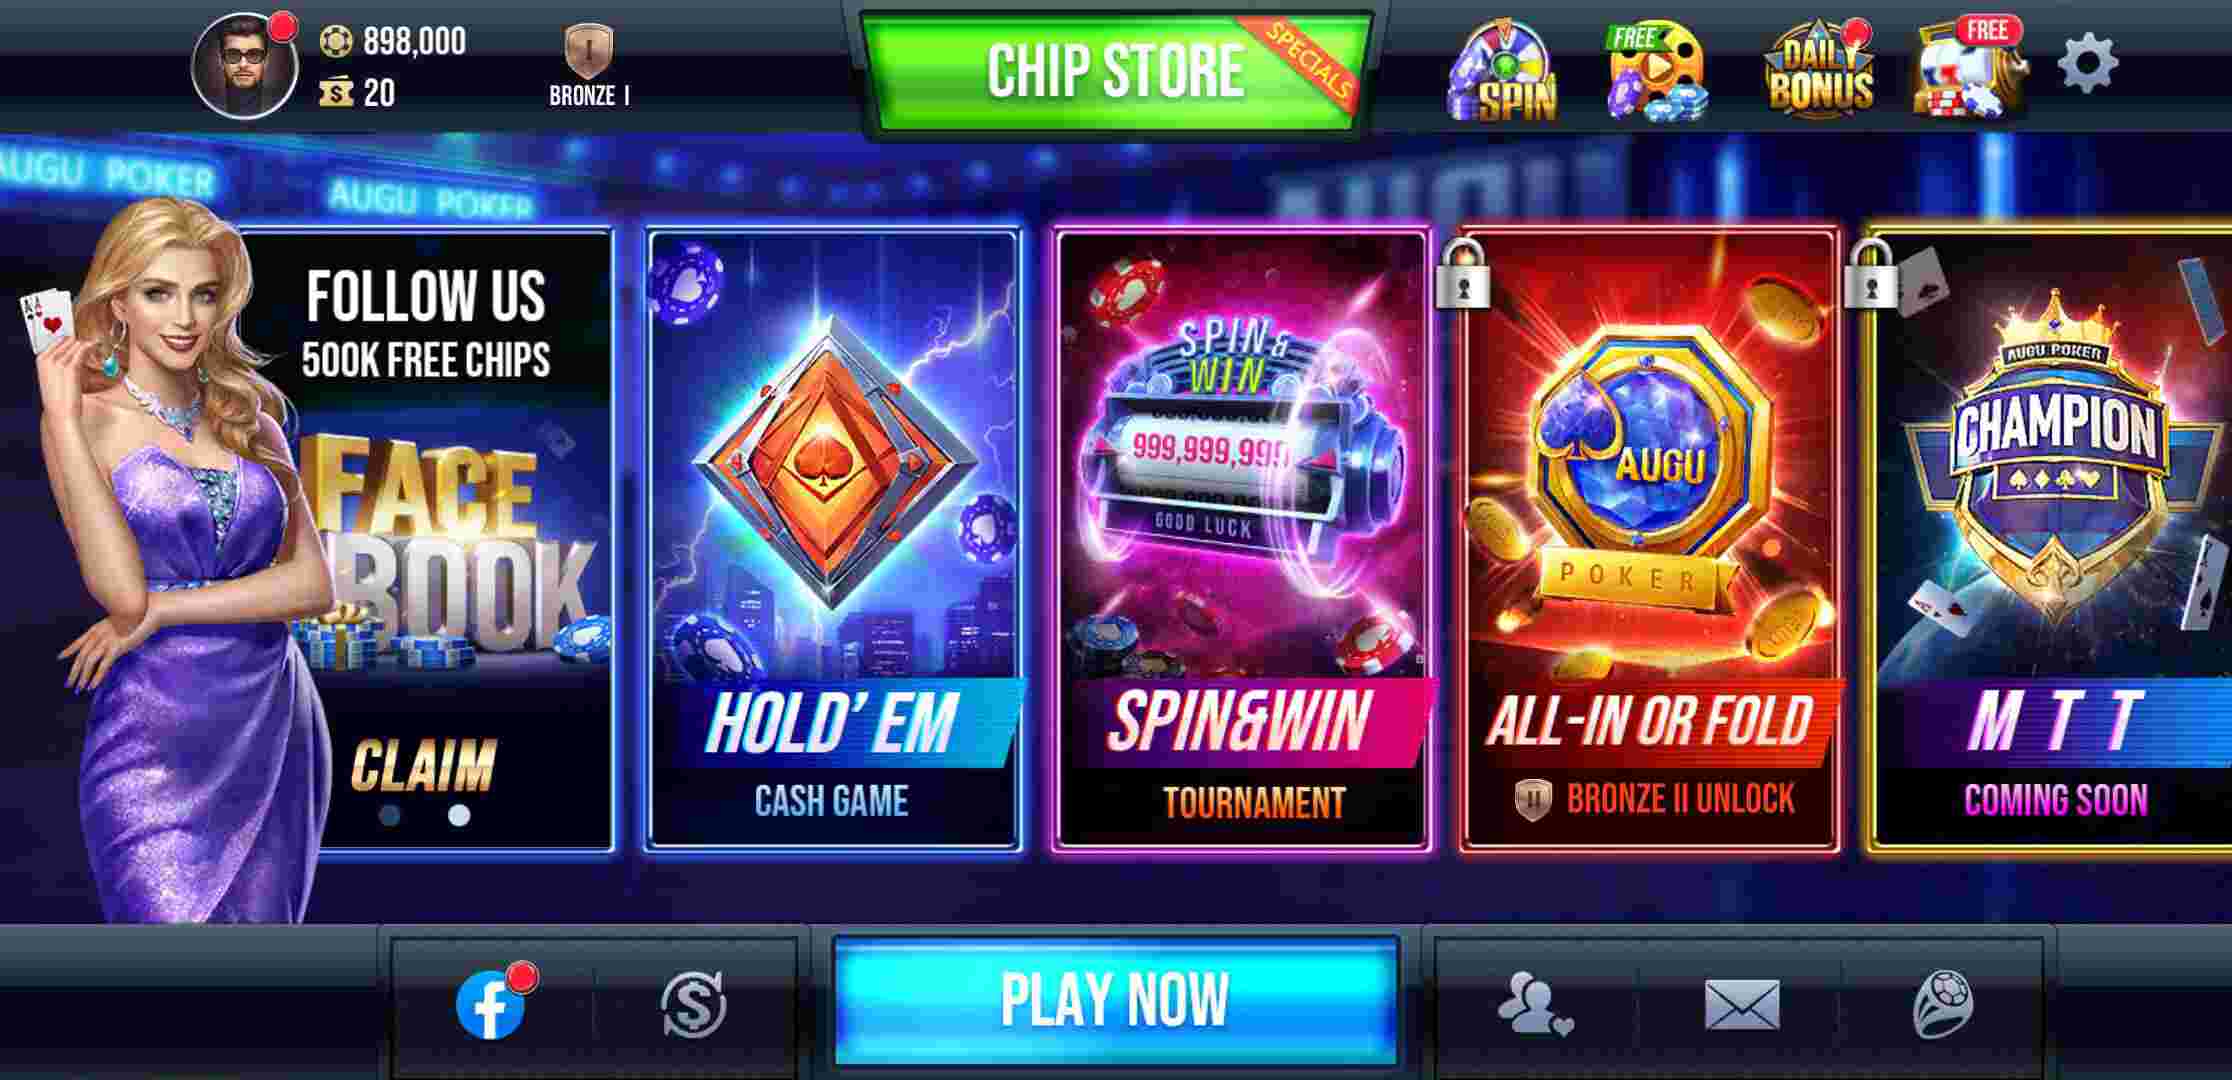 898,000
20
BRONZE I
CHIP STORE
SPECIALS
SPIN
FREE
DAILY
BONUS
FREE
AUGU POKER
AUGU POKER
AUGU
FOLLOW US
500K FREE CHIPS
FACE
BOOK
CLAIM
HOLD' EM
CASH GAME
SPIN&
WIN
999,999,999
GOOD LUCK
SPIN&WIN
TOURNAMENT
AUGU
POKER
ALL-IN OR FOLD
II BRONZE II UNLOCK
AUGU POKER
CHAMPION
M T T
COMING SOON
PLAY NOW